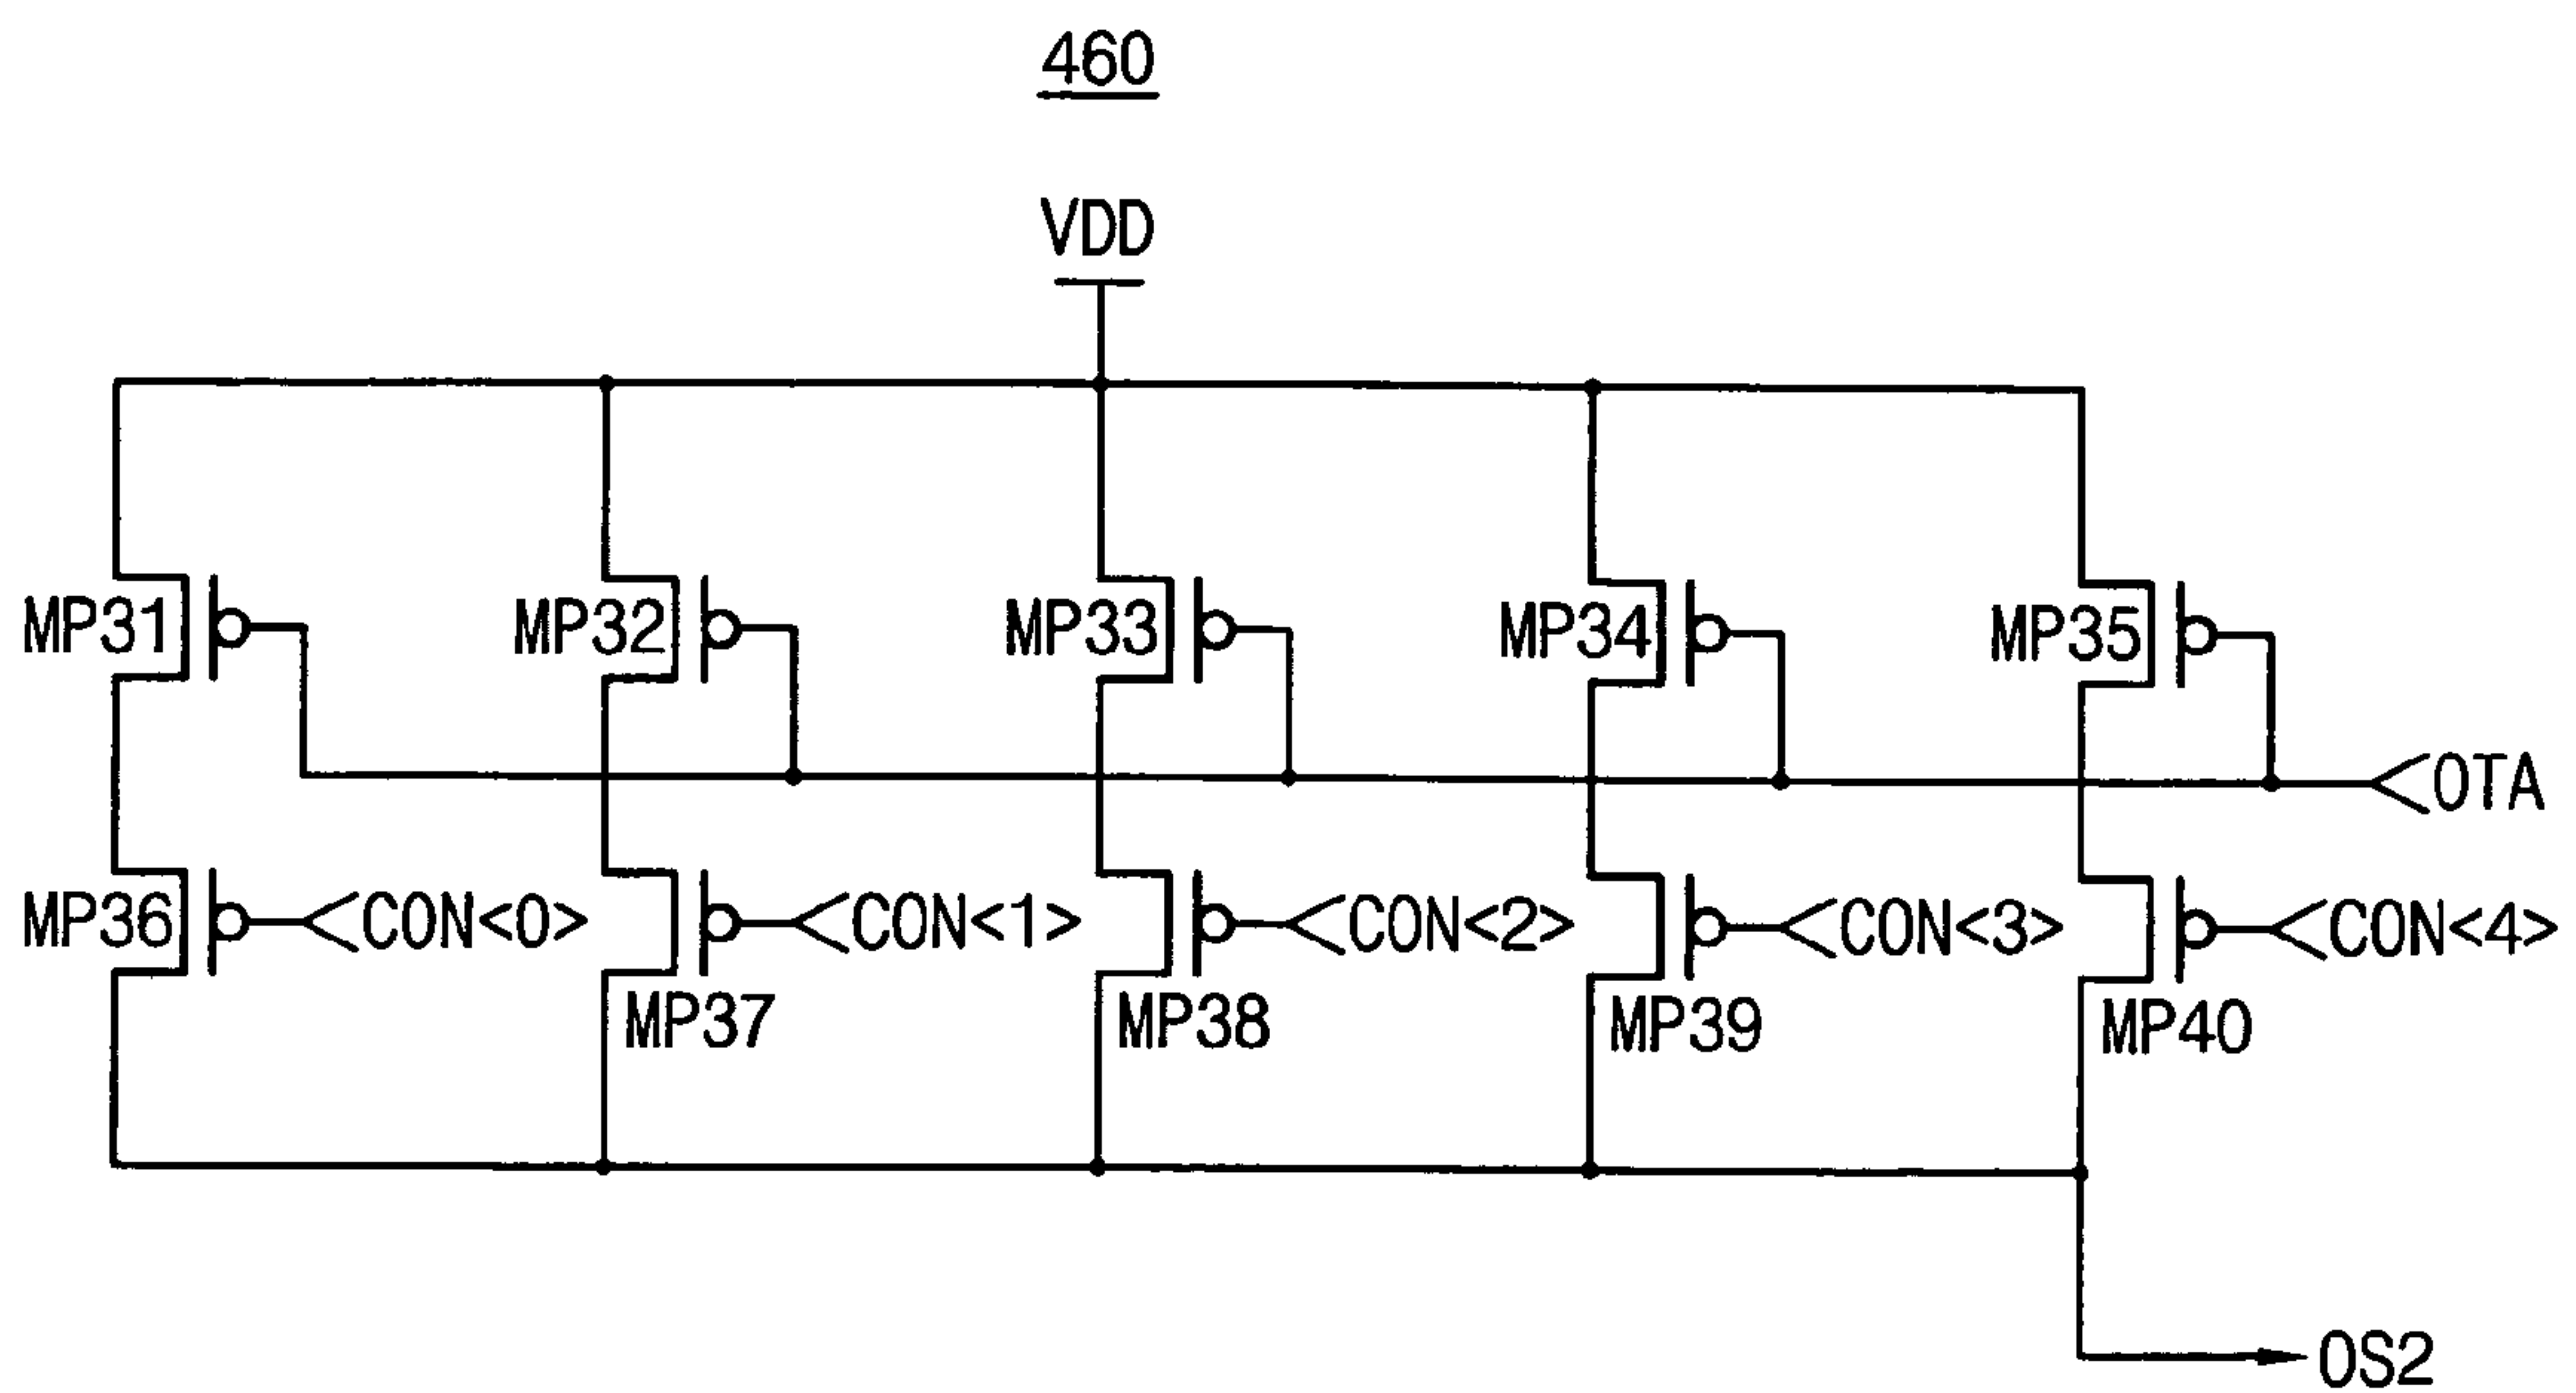 460
VDD
MP31
MP32
MP33
MP34
MP35
OTA
MP36
CON<0>
CON<1>
CON<2>
CON<3>
CON<4>
MP37
MP38
MP39
MP40
OS2